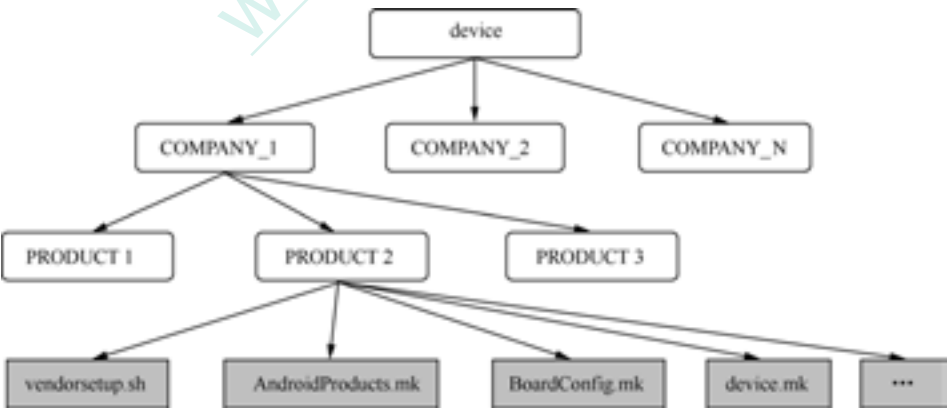 device
COMPANY_1
COMPANY_2
COMPANY_N
PRODUCT 1
PRODUCT 2
PRODUCT 3
vendorsetup.sh
AndroidProducts.mk
BoardConfig.mk
device.mk
•••